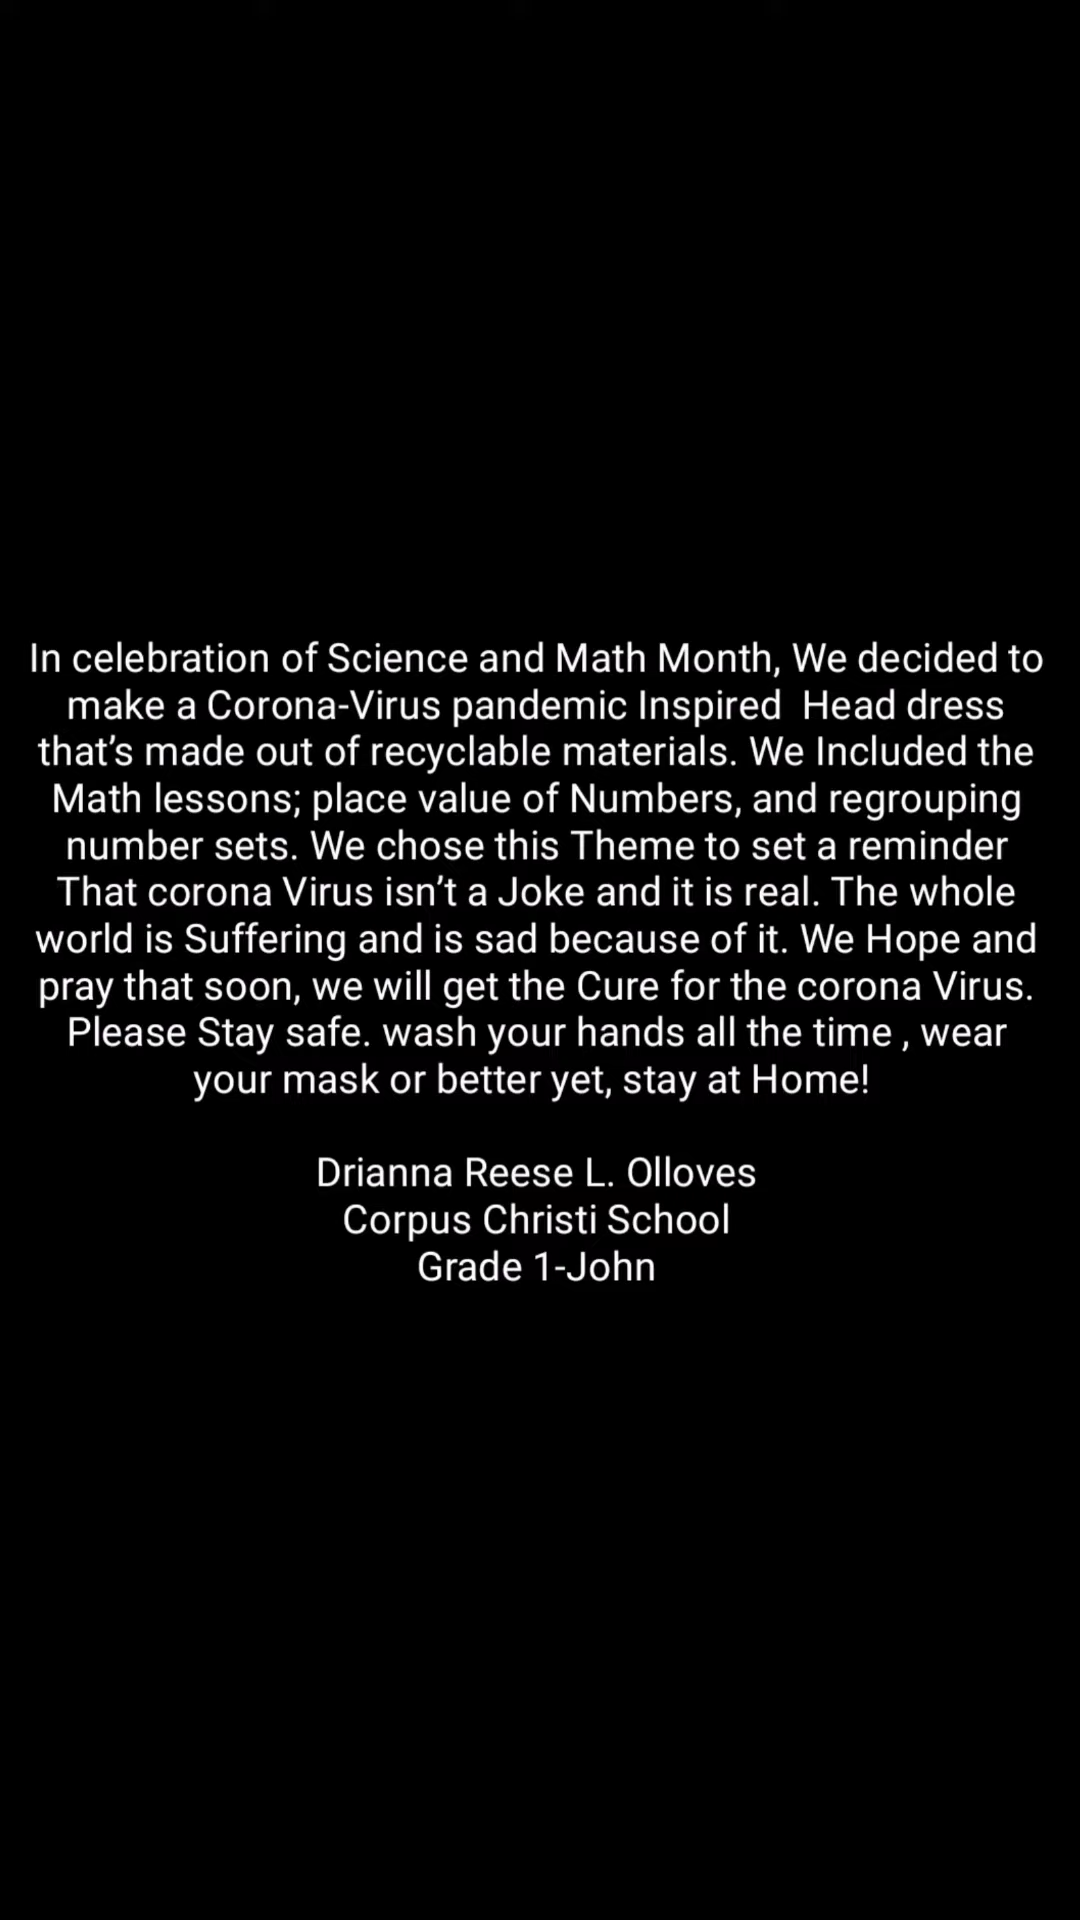 In celebration of Science and Math Month, We decided to
make a Corona-Virus pandemic Inspired  Head dress
that’s made out of recyclable materials. We Included the
Math lessons; place value of Numbers, and regrouping
number sets. We chose this Theme to set a reminder
That corona Virus isn’t a Joke and it is real. The whole
world is Suffering and is sad because of it. We Hope and
pray that soon, we will get the Cure for the corona Virus.
Please Stay safe. wash your hands all the time , wear
your mask or better yet, stay at Home!
Drianna Reese L. Olloves
Corpus Christi School
Grade 1-John